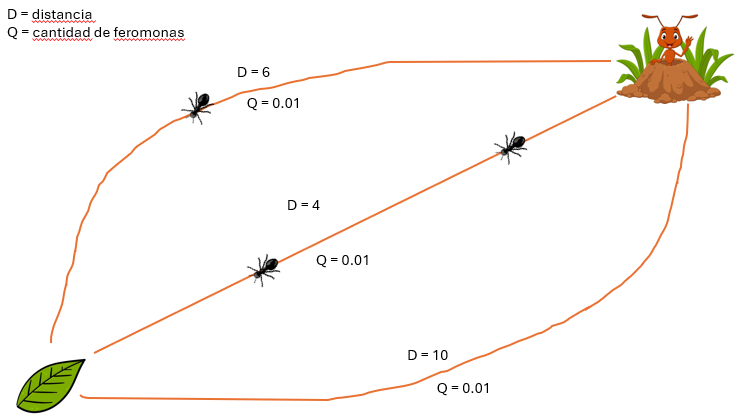 D = distancia
Q = cantidad de feromonas
D = 6
Q = 0.01
D = 4
Q = 0.01
D = 10
Q = 0.01